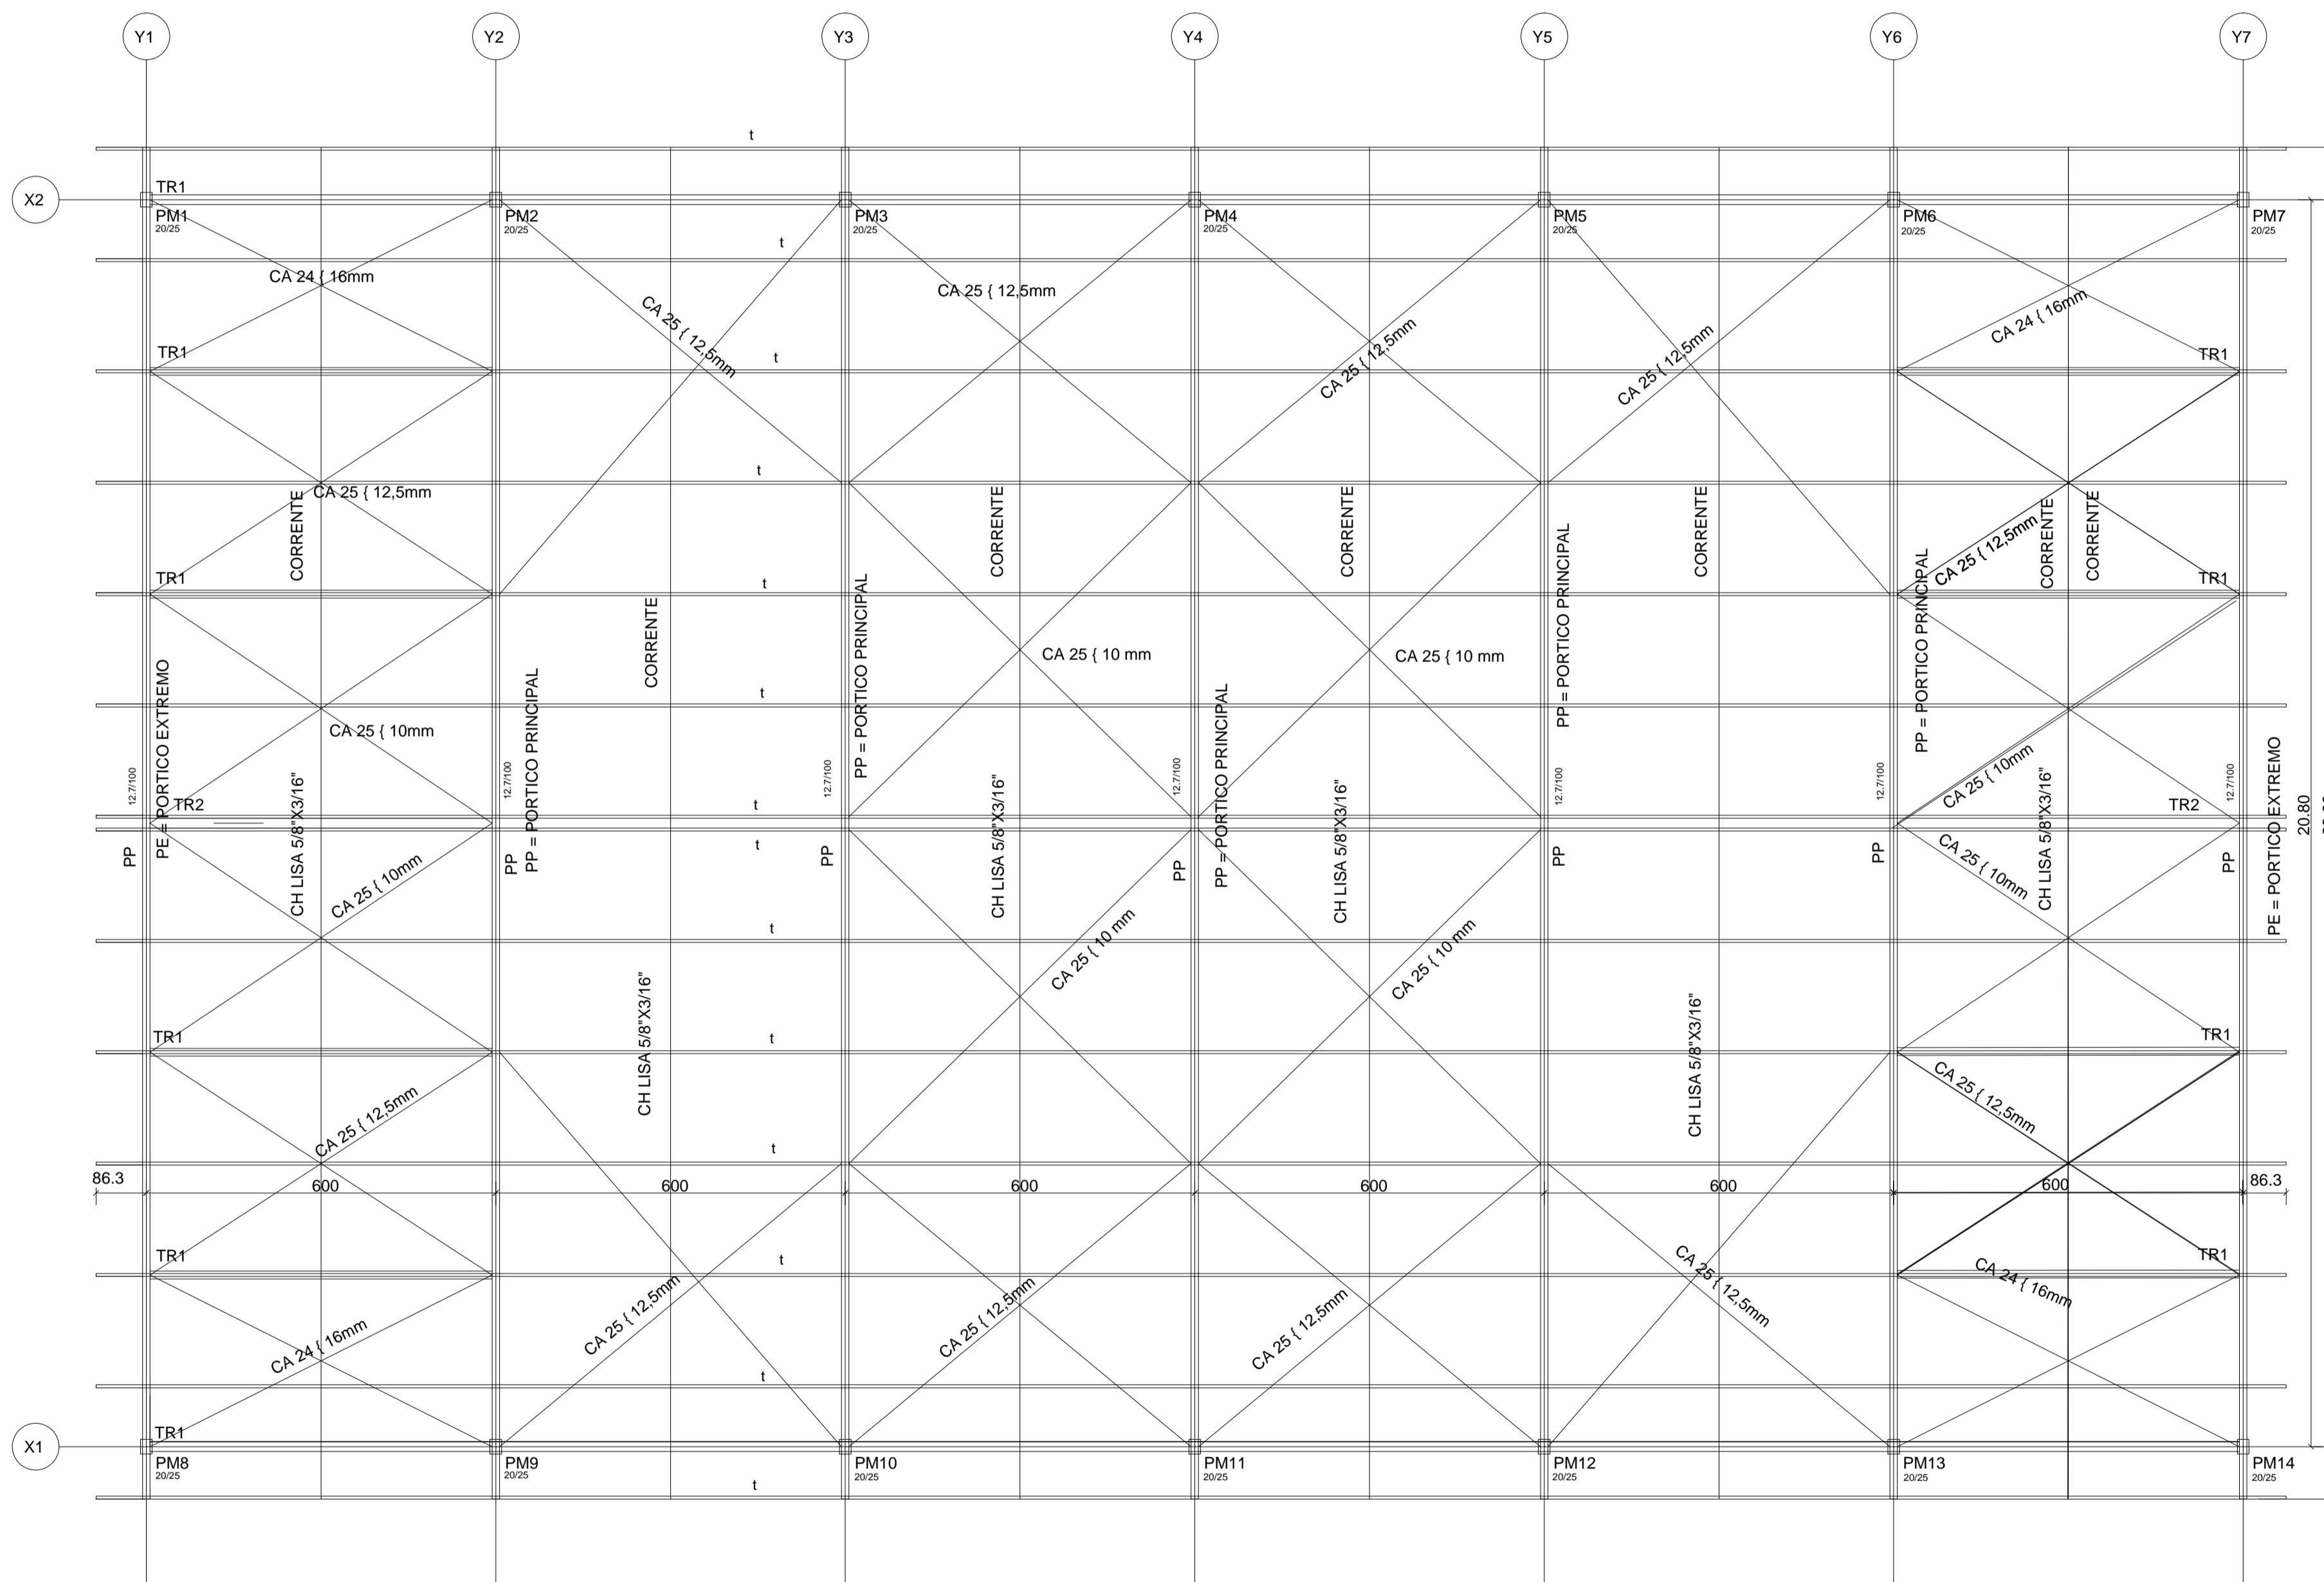 Y1
Y2
Y3
Y4
Y5
Y6
Y7
t
X2
TR1
PM1
20/25
PM2
20/25
PM3
20/25
PM4
20/25
PM5
20/25
PM6
20/25
PM7
20/25
t
CA 24 { 16mm
CA 25 { 12,5mm
CA 25 { 12,5mm
CA 25 { 12,5mm
CA 25 { 12,5mm
CA 24 { 16mm
TR1
t
TR1
t
CA 25 { 12,5mm
CORRENTE
CORRENTE
CORRENTE
CORRENTE
CORRENTE
CORRENTE
CORRENTE
CA 25 { 12,5mm
TR1
t
TR1
PP = PORTICO PRINCIPAL
PP = PORTICO PRINCIPAL
PP = PORTICO PRINCIPAL
CA 25 { 10 mm
CA 25 { 10 mm
PE = PORTICO EXTREMO
PP = PORTICO PRINCIPAL
PP = PORTICO PRINCIPAL
t
CA 25 { 10mm
12.7/100
12.7/100
12.7/100
12.7/100
12.7/100
12.7/100
12.7/100
CA 25 { 10mm
PE = PORTICO EXTREMO
20.80
TR2
t
TR2
CH LISA 5/8"X3/16"
CH LISA 5/8"X3/16"
CH LISA 5/8"X3/16"
CH LISA 5/8"X3/16"
t
PP
PP
PP
PP
PP
PP
PP
CA 25 { 10mm
CA 25 { 10mm
t
CA 25 { 10 mm
CA 25 { 10 mm
CH LISA 5/8"X3/16"
CH LISA 5/8"X3/16"
TR1
t
TR1
CA 25 { 12,5mm
CA 25 { 12,5mm
t
86.3
600
600
600
600
600
600
86.3
TR1
t
TR1
CA 25 { 12,5mm
CA 25 { 12,5mm
CA 25 { 12,5mm
CA 25 { 12,5mm
CA 24 { 16mm
CA 24 { 16mm
t
TR1
X1
PM8
20/25
PM9
20/25
PM10
20/25
PM11
20/25
PM12
20/25
PM13
20/25
PM14
20/25
t